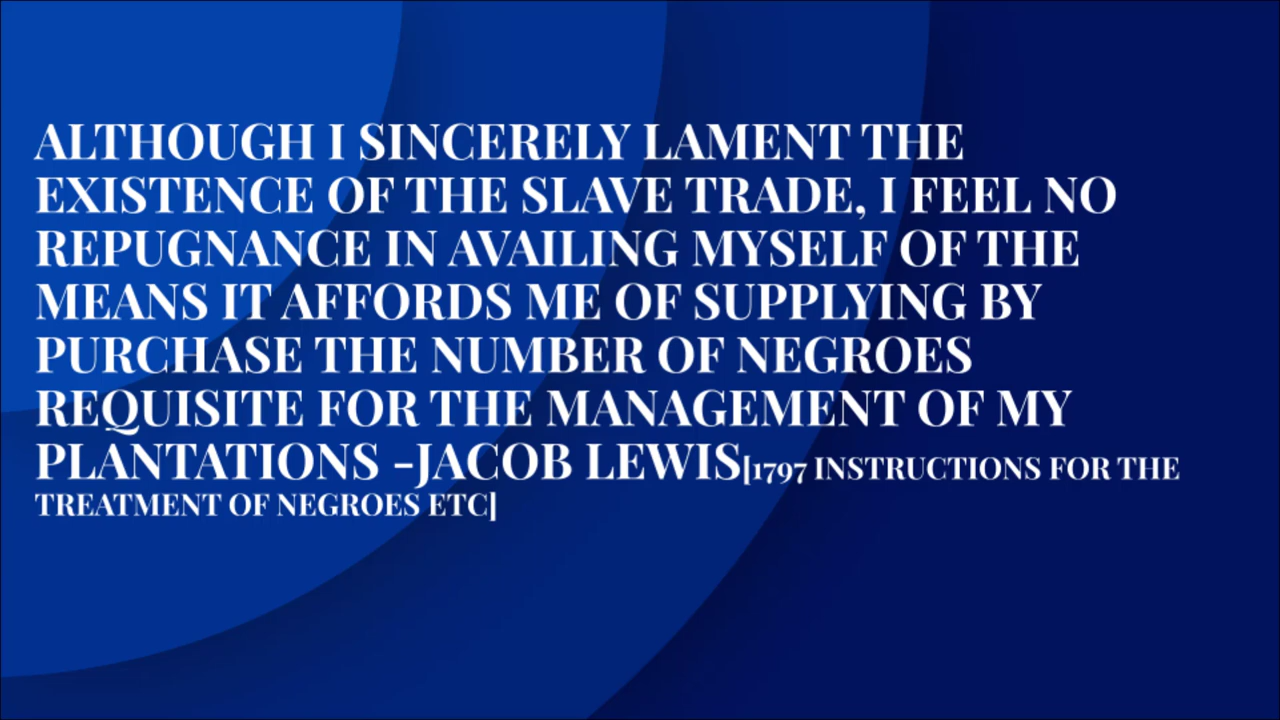 ALTHOUGH I SINCERELY LAMENT THE
EXISTENCE OF THE SLAVE TRADE, I FEEL NO
REPUGNANCE IN AVAILING MYSELF OF THE
MEANS IT AFFORDS ME OF SUPPLYING BY
PURCHASE THE NUMBER OF NEGROES
REQUISITE FOR THE MANAGEMENT OF MY
PLANTATIONS -JACOB LEWIS[1797 INSTRUCTIONS FOR THE
TREATMENT OF NEGROES ETC]